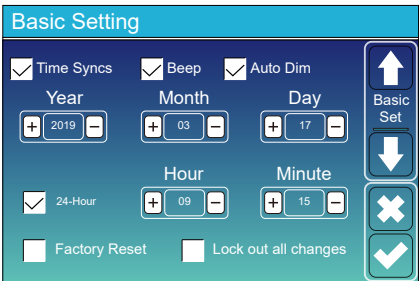 Basic Setting
Time Syncs Beep Auto Dim
Year Month Day
Basic Set
+ 2019 − + 03 − + 17 −
Hour Minute
24-Hour + 09 − + 15 −
Factory Reset Lock out all changes